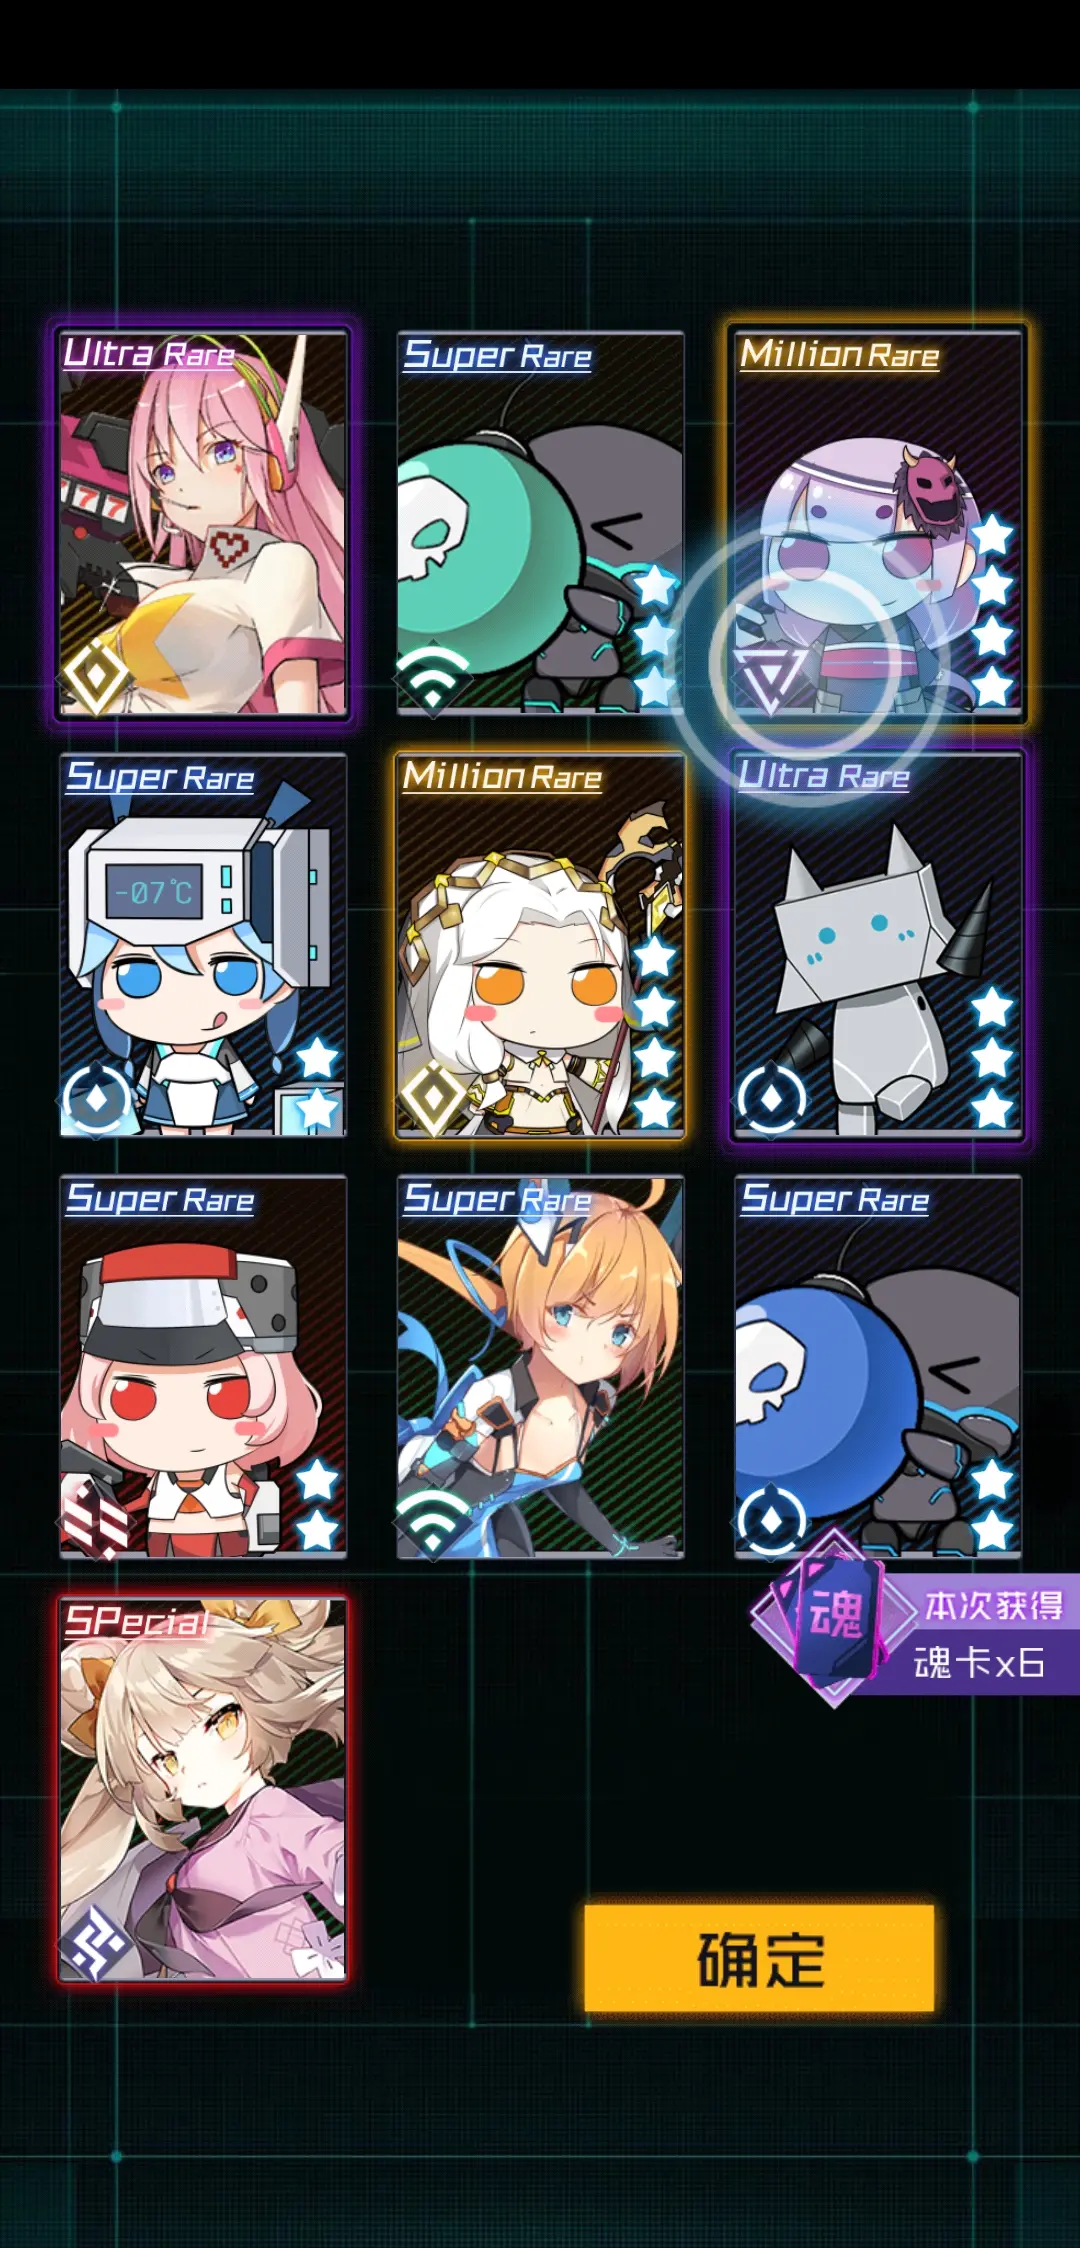 Ultra Rare
Super Rare
Million Rare
777
Super Rare
Million Rare
Ultra Rare
-07℃
Super Rare
Super Rare
Super Rare
SPecial
魂
本次获得
魂卡x6
确定